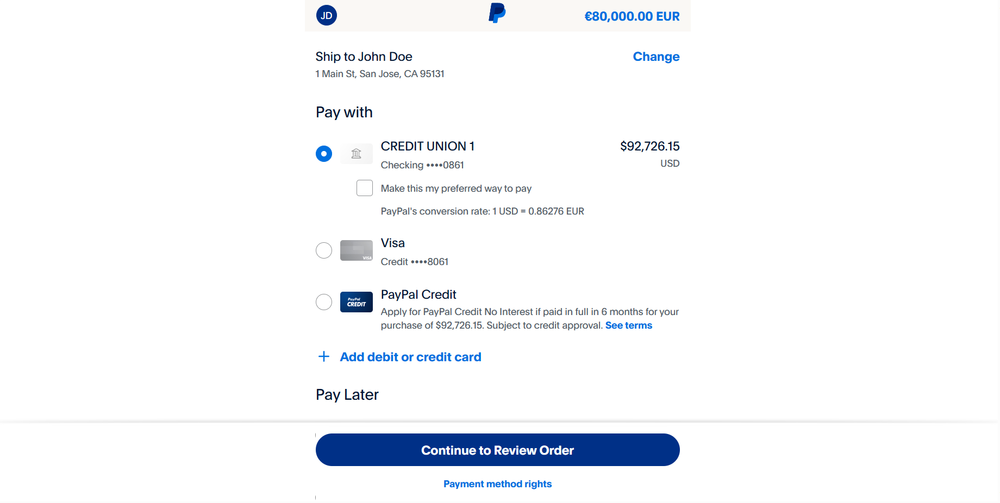 JD
€80,000.00 EUR
Ship to John Doe
Change
1 Main St, San Jose, CA 95131
Pay with
CREDIT UNION 1
$92,726.15
Checking ••••0861
USD
Make this my preferred way to pay
PayPal's conversion rate: 1 USD = 0.86276 EUR
Visa
VISA
Credit ••••8061
PayPal Credit
PayPal
CREDIT
Apply for PayPal Credit No Interest if paid in full in 6 months for your
purchase of $92,726.15. Subject to credit approval. See terms
+ Add debit or credit card
Pay Later
Continue to Review Order
Payment method rights